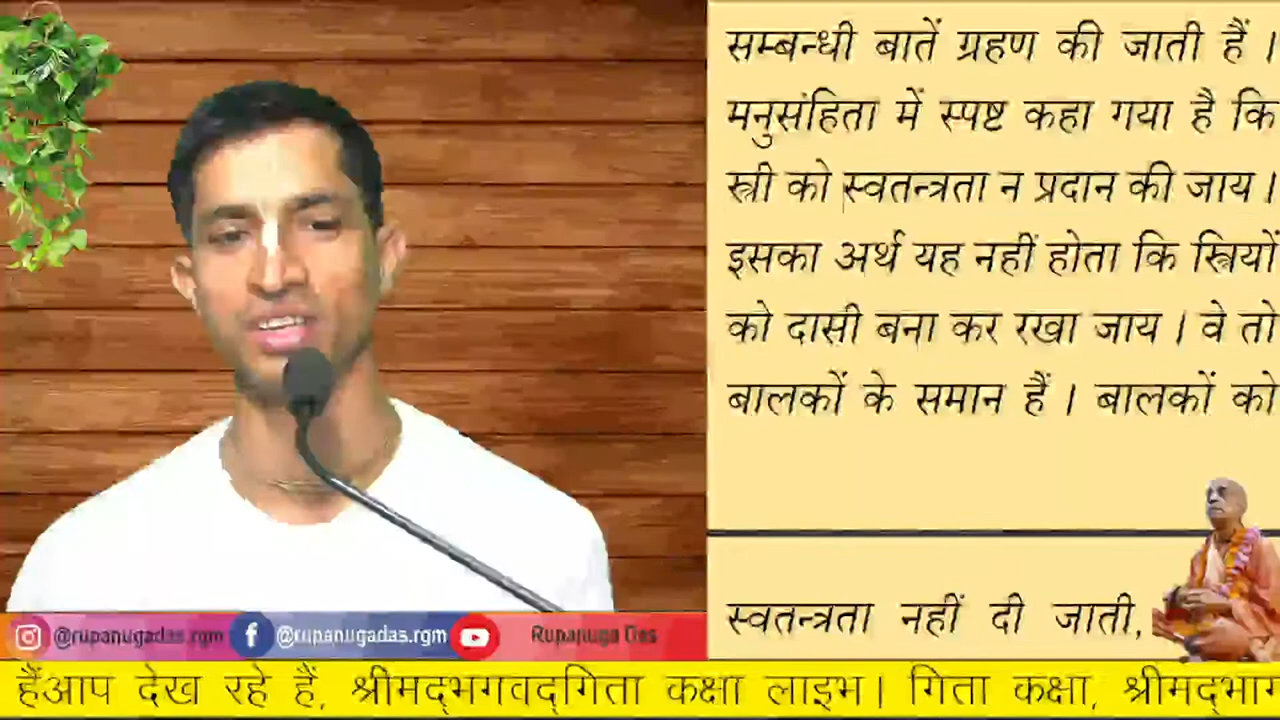 सम्बन्धी बातें ग्रहण की जाती हैं ।
मनुसंहिता में स्पष्ट कहा गया है कि
स्त्री को स्वतन्त्रता न प्रदान की जाय ।
इसका अर्थ यह नहीं होता कि स्त्रियों
को दासी बना कर रखा जाय । वे तो
बालकों के समान हैं । बालकों को
स्वतन्त्रता नहीं दी जाती,
@rupanugadas.rgm @rupanugadas.rgm Rupanuga Das
हैंआप देख रहे हैं, श्रीमद्भगवद्गिता कक्षा लाइभ। गिता कक्षा, श्रीमद्भाग